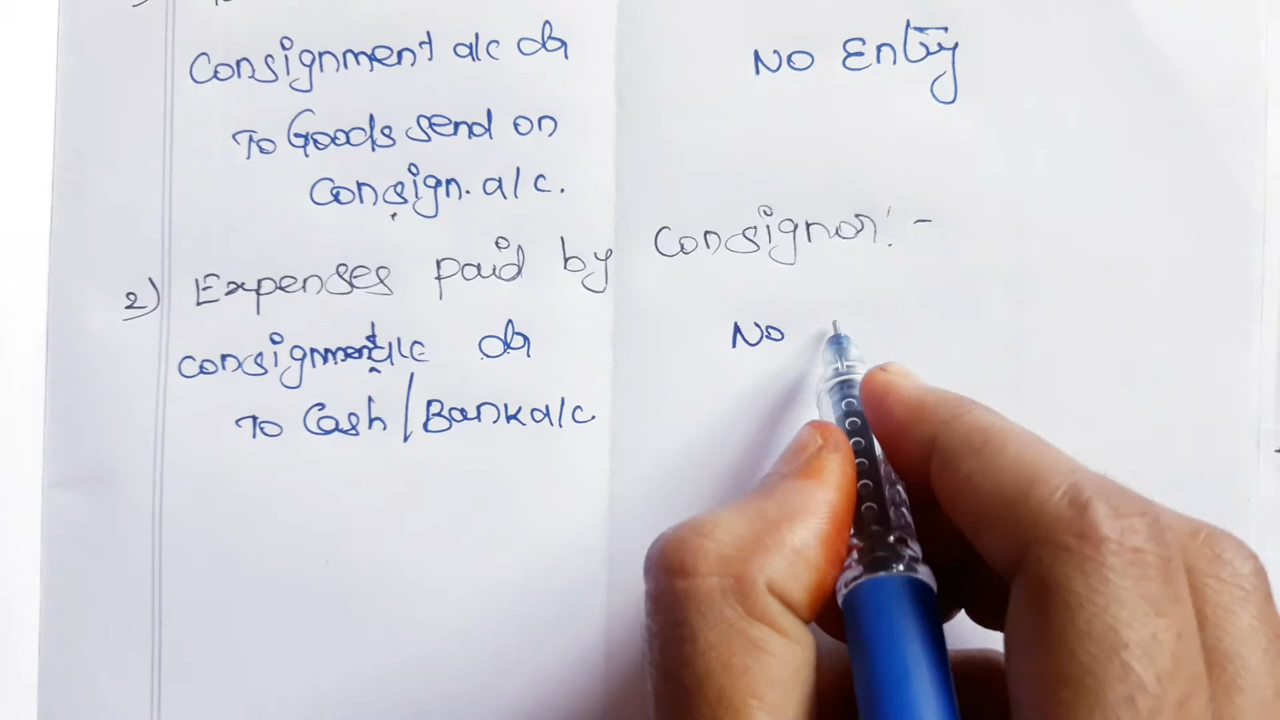 Consignment a/c dr
No Entry
To Goods send on
Consign. a/c.
2) Expenses paid by Consignor:-
consignment a/c dr
No
To Cash/Bank a/c